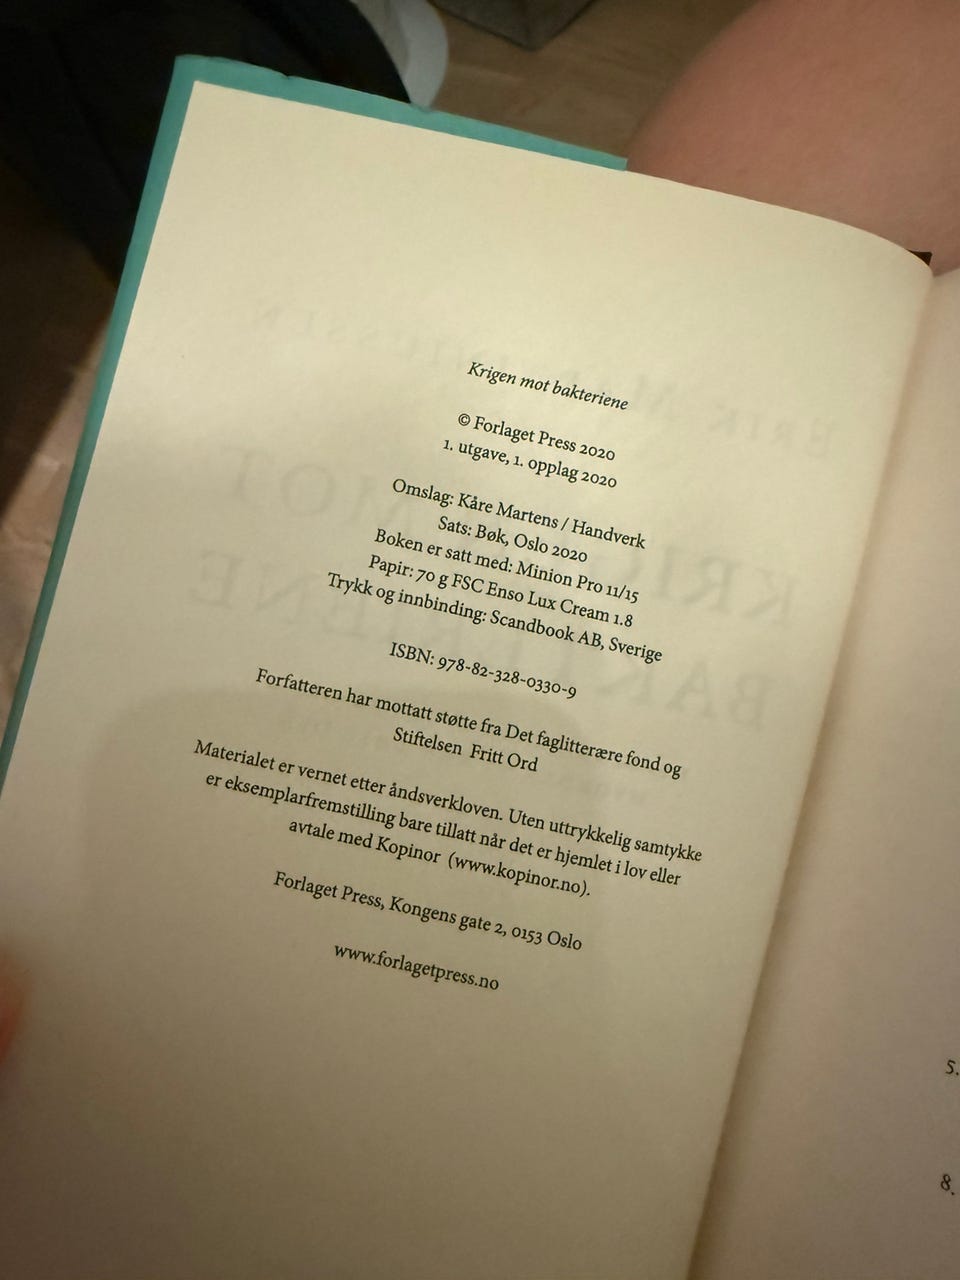 Krigen mot bakteriene
© Forlaget Press 2020
1. utgave, 1. opplag 2020
Omslag: Kåre Martens / Handverk
Sats: Bøk, Oslo 2020
Boken er satt med: Minion Pro 11/15
Papir: 70 g FSC Enso Lux Cream 1.8
Trykk og innbinding: Scandbook AB, Sverige
ISBN: 978-82-328-0330-9
Forfatteren har mottatt støtte fra Det faglitterære fond og
Stiftelsen Fritt Ord
Materialet er vernet etter åndsverkloven. Uten uttrykkelig samtykke
er eksemplarfremstilling bare tillatt når det er hjemlet i lov eller
avtale med Kopinor (www.kopinor.no).
Forlaget Press, Kongens gate 2, 0153 Oslo
www.forlagetpress.no
5.
8.